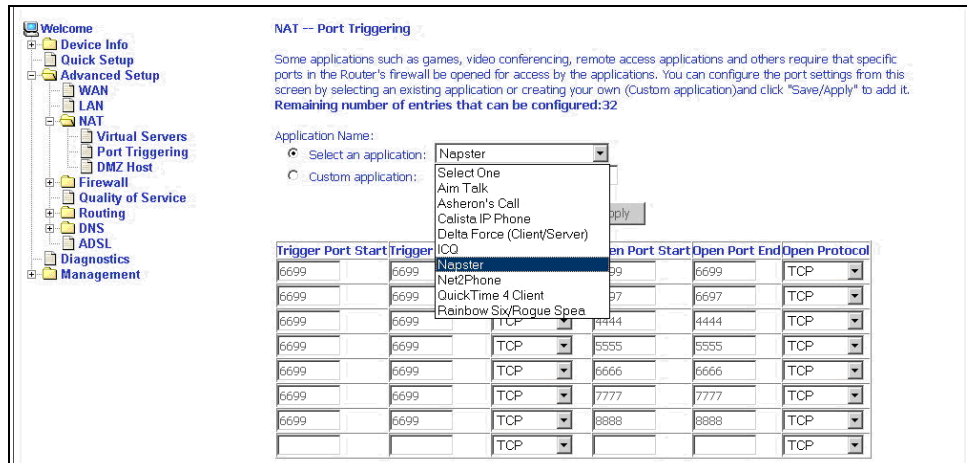 Welcome
Device Info
Quick Setup
Advanced Setup
WAN
LAN
NAT
Virtual Servers
Port Triggering
DMZ Host
Firewall
Quality of Service
Routing
DNS
ADSL
Diagnostics
Management
NAT -- Port Triggering
Some applications such as games, video conferencing, remote access applications and others require that specific
ports in the Router's firewall be opened for access by the applications. You can configure the port settings from this
screen by selecting an existing application or creating your own (Custom application)and click "Save/Apply" to add it.
Remaining number of entries that can be configured:32
Application Name:
Select an application: Napster
Custom application:
Select One
Aim Talk
Asheron's Call
Calista IP Phone
Delta Force (Client/Server)
ICQ
Napster
Net2Phone
QuickTime 4 Client
Rainbow Six/Rogue Spea
pply
Trigger Port Start Trigger en Port Start Open Port End Open Protocol
6699 6699 99 6699 TCP
6699 6699 97 6697 TCP
6699 6699 TCP 4444 4444 TCP
6699 6699 TCP 5555 5555 TCP
6699 6699 TCP 6666 6666 TCP
6699 6699 TCP 7777 7777 TCP
6699 6699 TCP 8888 8888 TCP
TCP TCP